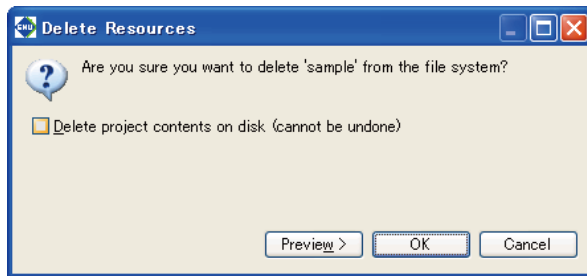 GNU Delete Resources
Are you sure you want to delete 'sample' from the file system?
Delete project contents on disk (cannot be undone)
Preview > OK Cancel